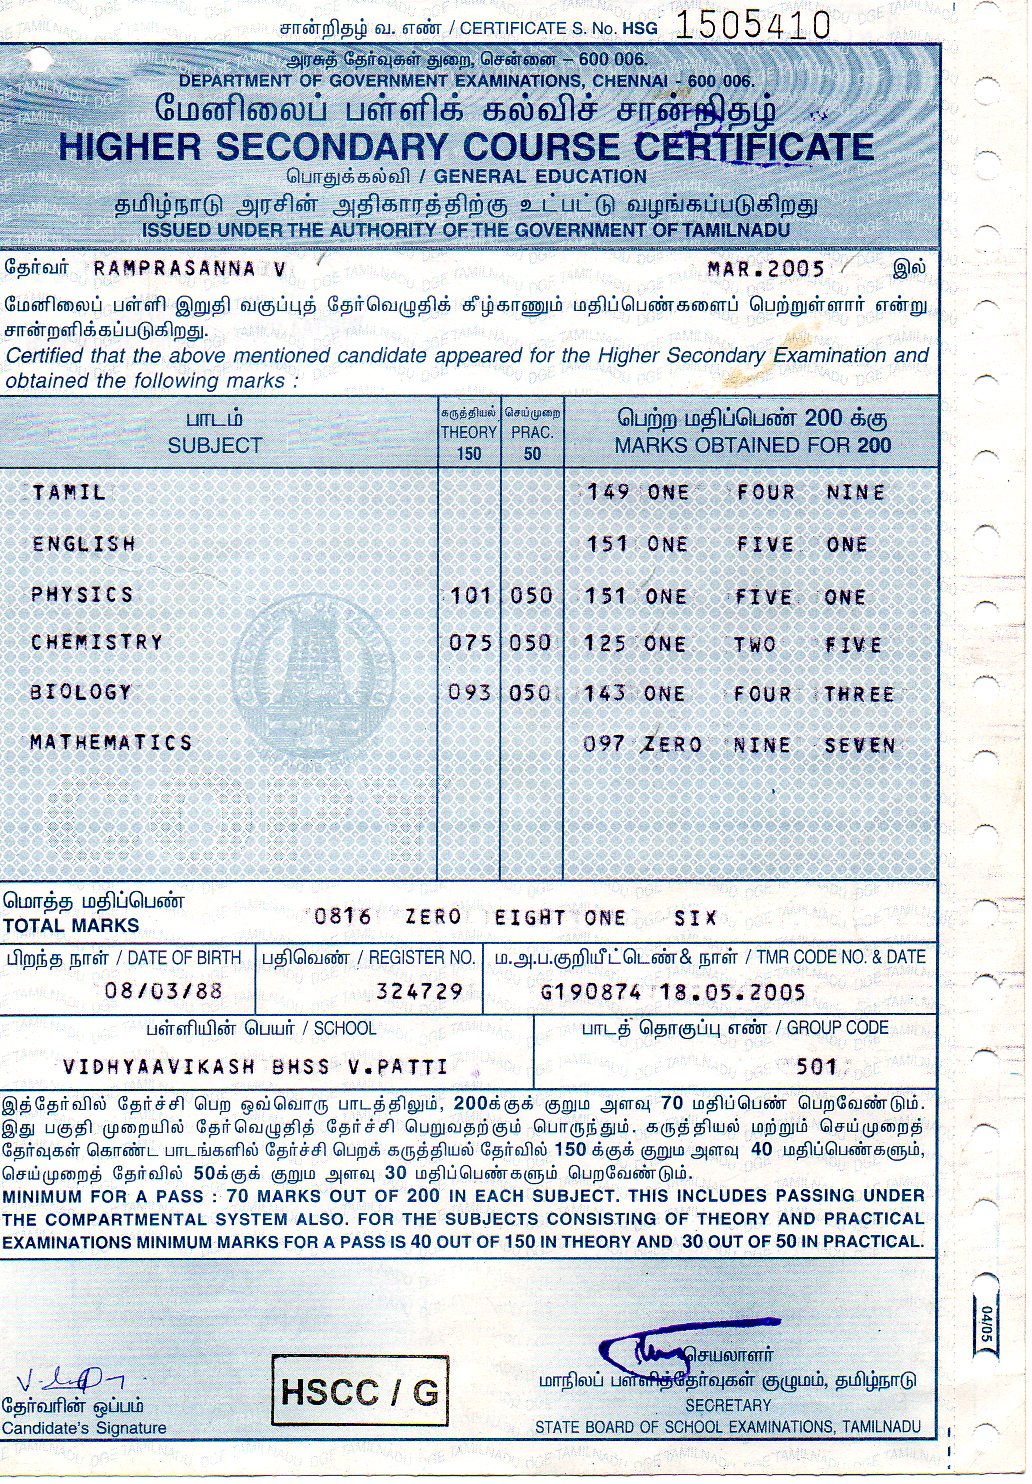 சான்றிதழ் வ. எண் / CERTIFICATE S. No. HSG 1505410
அரசுத் தேர்வுகள் துறை, சென்னை – 600 006.
DEPARTMENT OF GOVERNMENT EXAMINATIONS, CHENNAI - 600 006.
மேனிலைப் பள்ளிக் கல்விச் சான்றிதழ்
HIGHER SECONDARY COURSE CERTIFICATE
பொதுக்கல்வி / GENERAL EDUCATION
தமிழ்நாடு அரசின் அதிகாரத்திற்கு உட்பட்டு வழங்கப்படுகிறது
ISSUED UNDER THE AUTHORITY OF THE GOVERNMENT OF TAMILNADU
தேர்வர் RAMPRASANNA V MAR.2005 இல்
மேனிலைப் பள்ளி இறுதி வகுப்புத் தேர்வெழுதிக் கீழ்காணும் மதிப்பெண்களைப் பெற்றுள்ளார் என்று
சான்றளிக்கப்படுகிறது.
Certified that the above mentioned candidate appeared for the Higher Secondary Examination and
obtained the following marks :
பாடம் கருத்தியல் செய்முறை பெற்ற மதிப்பெண் 200 க்கு
SUBJECT THEORY PRAC. MARKS OBTAINED FOR 200
150 50
TAMIL 149 ONE FOUR NINE
ENGLISH 151 ONE FIVE ONE
PHYSICS 101 050 151 ONE FIVE ONE
CHEMISTRY 075 050 125 ONE TWO FIVE
BIOLOGY 093 050 143 ONE FOUR THREE
MATHEMATICS 097 ZERO NINE SEVEN
COPY
மொத்த மதிப்பெண்
TOTAL MARKS 0816 ZERO EIGHT ONE SIX
பிறந்த நாள் / DATE OF BIRTH பதிவெண் / REGISTER NO. ம.அ.ப.குறியீட்டெண்& நாள் / TMR CODE NO. & DATE
08/03/88 324729 G190874 18.05.2005
பள்ளியின் பெயர் / SCHOOL பாடத் தொகுப்பு எண் / GROUP CODE
VIDHYAAVIKASH BHSS V.PATTI 501
இத்தேர்வில் தேர்ச்சி பெற ஒவ்வொரு பாடத்திலும், 200க்குக் குறும அளவு 70 மதிப்பெண் பெறவேண்டும்.
இது பகுதி முறையில் தேர்வெழுதித் தேர்ச்சி பெறுவதற்கும் பொருந்தும். கருத்தியல் மற்றும் செய்முறைத்
தேர்வுகள் கொண்ட பாடங்களில் தேர்ச்சி பெறக் கருத்தியல் தேர்வில் 150 க்குக் குறும அளவு 40 மதிப்பெண்களும்,
செய்முறைத் தேர்வில் 50க்குக் குறும அளவு 30 மதிப்பெண்களும் பெறவேண்டும்.
MINIMUM FOR A PASS : 70 MARKS OUT OF 200 IN EACH SUBJECT. THIS INCLUDES PASSING UNDER
THE COMPARTMENTAL SYSTEM ALSO. FOR THE SUBJECTS CONSISTING OF THEORY AND PRACTICAL
EXAMINATIONS MINIMUM MARKS FOR A PASS IS 40 OUT OF 150 IN THEORY AND 30 OUT OF 50 IN PRACTICAL.
04/05
செயலாளர்
HSCC / G மாநிலப் பள்ளித்தேர்வுகள் குழுமம், தமிழ்நாடு
தேர்வரின் ஒப்பம் SECRETARY
Candidate's Signature STATE BOARD OF SCHOOL EXAMINATIONS, TAMILNADU